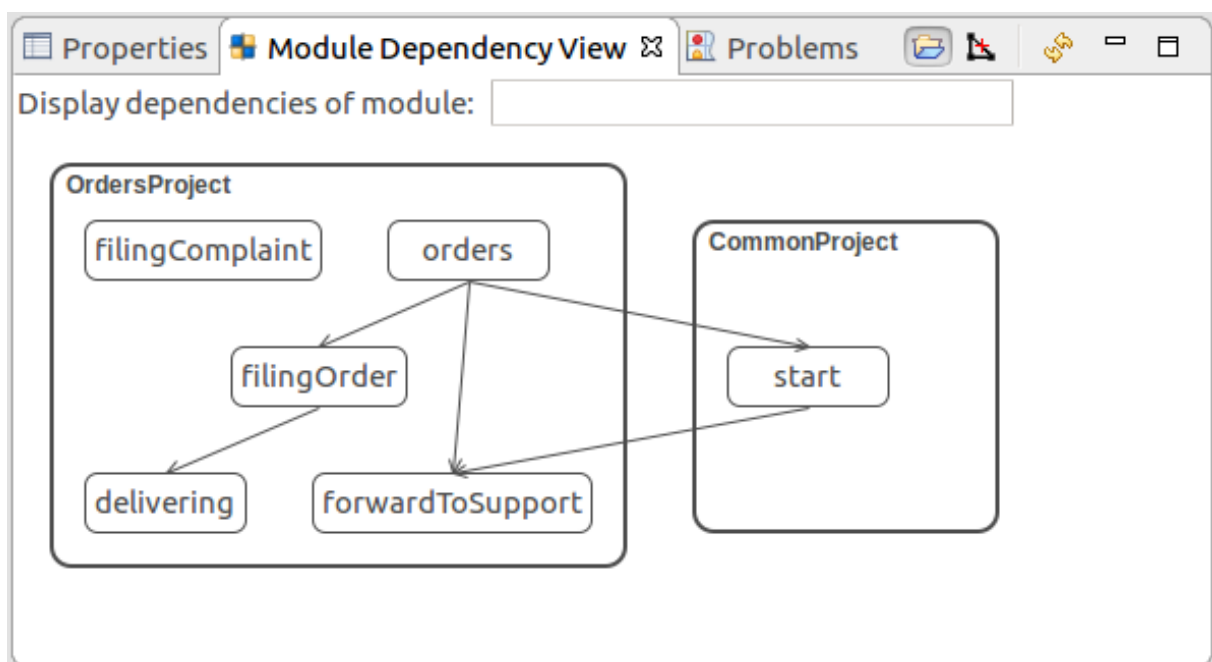 Properties Module Dependency View Problems
Display dependencies of module:
OrdersProject
filingComplaint orders
CommonProject
filingOrder start
delivering forwardToSupport